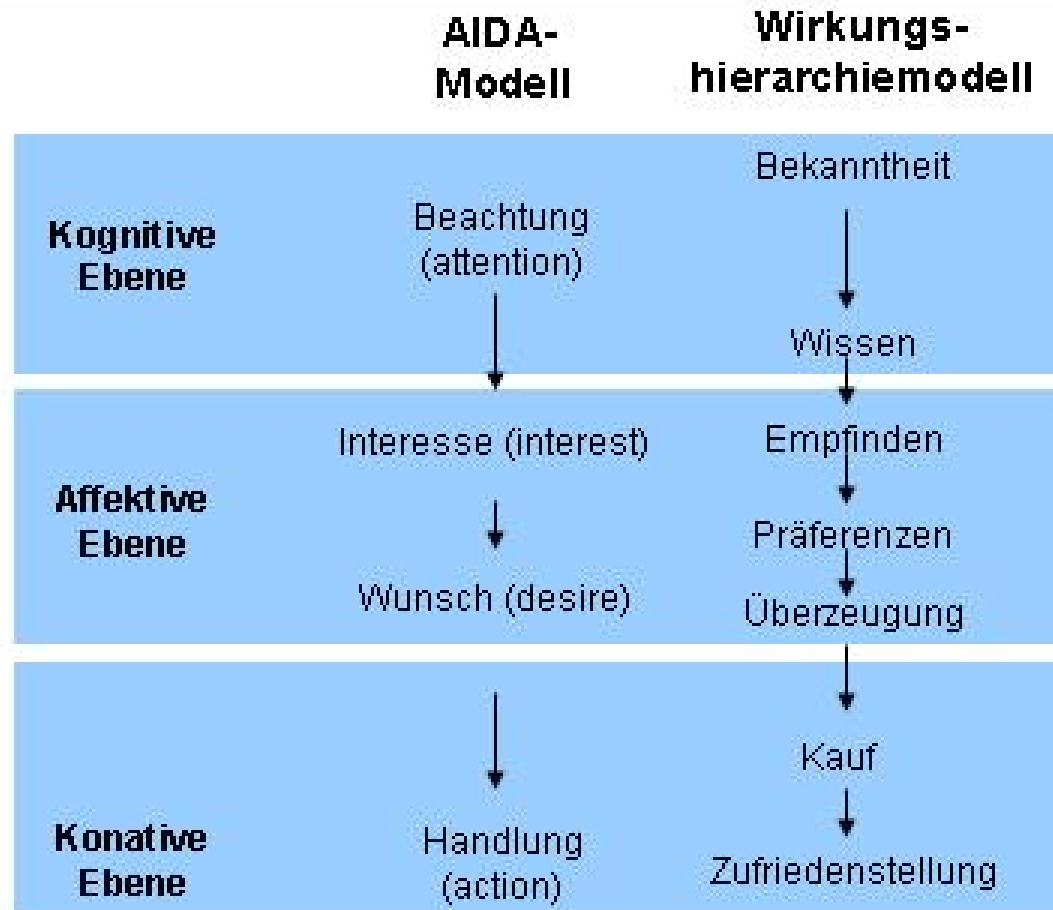 AIDA-
Modell
Wirkungs-
hierarchiemodell
Kognitive
Ebene
Beachtung
(attention)
Bekanntheit
Wissen
Affektive
Ebene
Interesse (interest)
Wunsch (desire)
Empfinden
Präferenzen
Überzeugung
Konative
Ebene
Handlung
(action)
Kauf
Zufriedenstellung